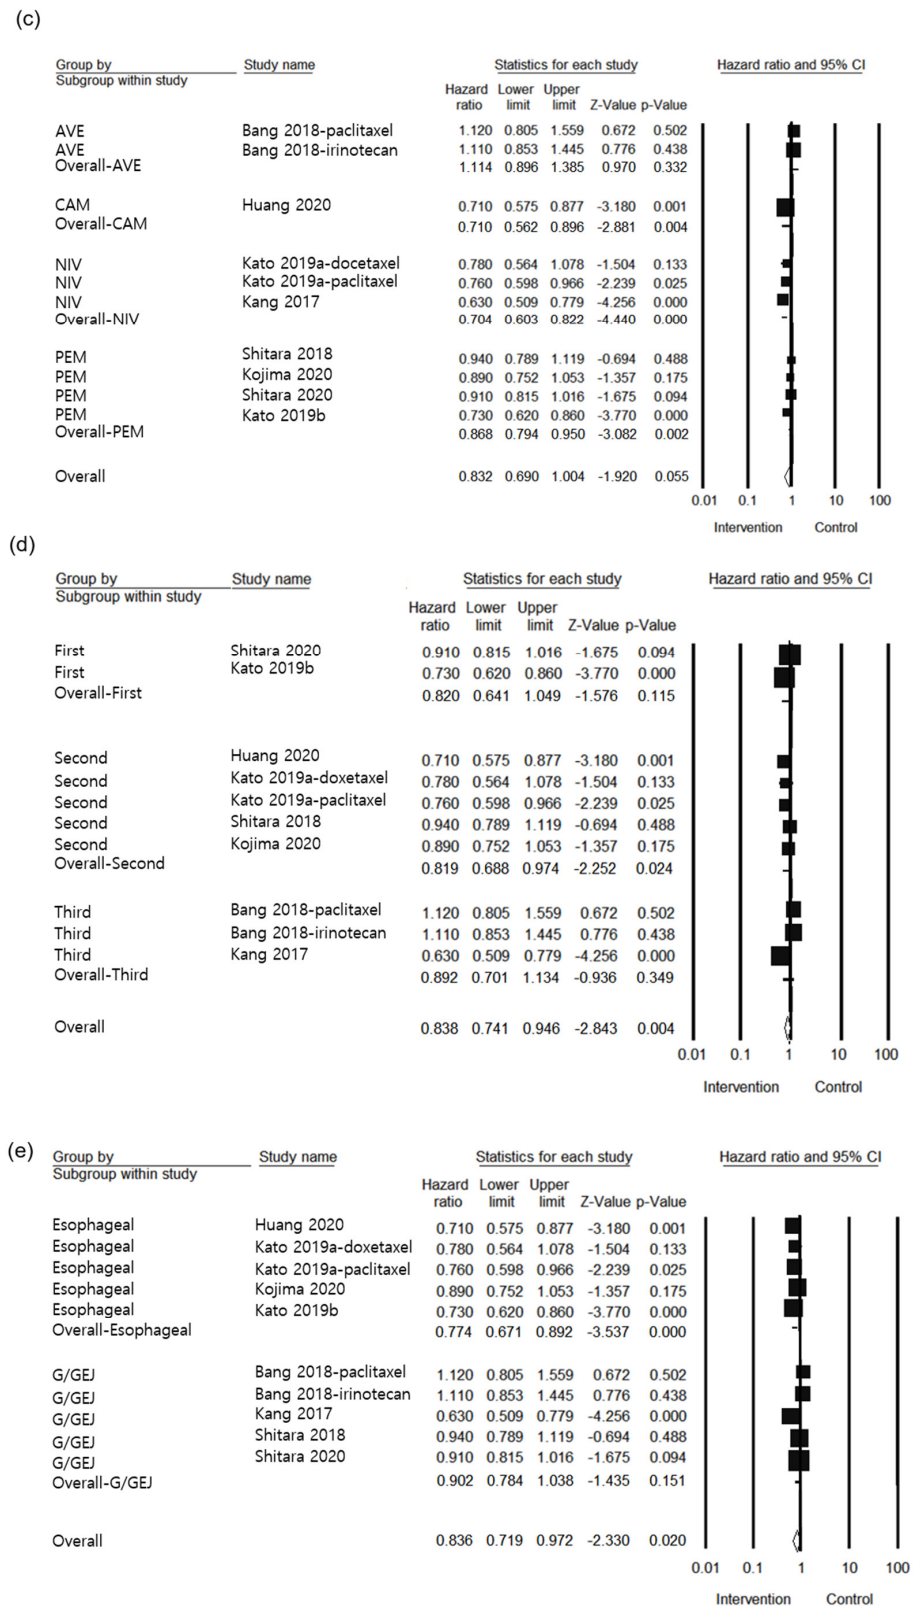 (c)
Group by Study name Statistics for each study Hazard ratio and 95% CI
Subgroup within study
Hazard Lower Upper
ratio limit limit Z-Value p-Value
AVE Bang 2018-paclitaxel 1.120 0.805 1.559 0.672 0.502
AVE Bang 2018-irinotecan 1.110 0.853 1.445 0.776 0.438
Overall-AVE 1.114 0.896 1.385 0.970 0.332
CAM Huang 2020 0.710 0.575 0.877 -3.180 0.001
Overall-CAM 0.710 0.562 0.896 -2.881 0.004
NIV Kato 2019a-docetaxel 0.780 0.564 1.078 -1.504 0.133
NIV Kato 2019a-paclitaxel 0.760 0.598 0.966 -2.239 0.025
NIV Kang 2017 0.630 0.509 0.779 -4.256 0.000
Overall-NIV 0.704 0.603 0.822 -4.440 0.000
PEM Shitara 2018 0.940 0.789 1.119 -0.694 0.488
PEM Kojima 2020 0.890 0.752 1.053 -1.357 0.175
PEM Shitara 2020 0.910 0.815 1.016 -1.675 0.094
PEM Kato 2019b 0.730 0.620 0.860 -3.770 0.000
Overall-PEM 0.868 0.794 0.950 -3.082 0.002
Overall 0.832 0.690 1.004 -1.920 0.055
0.01 0.1 1 10 100
Intervention Control
(d)
Group by Study name Statistics for each study Hazard ratio and 95% CI
Subgroup within study
Hazard Lower Upper
ratio limit limit Z-Value p-Value
First Shitara 2020 0.910 0.815 1.016 -1.675 0.094
First Kato 2019b 0.730 0.620 0.860 -3.770 0.000
Overall-First 0.820 0.641 1.049 -1.576 0.115
Second Huang 2020 0.710 0.575 0.877 -3.180 0.001
Second Kato 2019a-doxetaxel 0.780 0.564 1.078 -1.504 0.133
Second Kato 2019a-paclitaxel 0.760 0.598 0.966 -2.239 0.025
Second Shitara 2018 0.940 0.789 1.119 -0.694 0.488
Second Kojima 2020 0.890 0.752 1.053 -1.357 0.175
Overall-Second 0.819 0.688 0.974 -2.252 0.024
Third Bang 2018-paclitaxel 1.120 0.805 1.559 0.672 0.502
Third Bang 2018-irinotecan 1.110 0.853 1.445 0.776 0.438
Third Kang 2017 0.630 0.509 0.779 -4.256 0.000
Overall-Third 0.892 0.701 1.134 -0.936 0.349
Overall 0.838 0.741 0.946 -2.843 0.004
0.01 0.1 1 10 100
Intervention Control
(e)
Group by Study name Statistics for each study Hazard ratio and 95% CI
Subgroup within study
Hazard Lower Upper
ratio limit limit Z-Value p-Value
Esophageal Huang 2020 0.710 0.575 0.877 -3.180 0.001
Esophageal Kato 2019a-doxetaxel 0.780 0.564 1.078 -1.504 0.133
Esophageal Kato 2019a-paclitaxel 0.760 0.598 0.966 -2.239 0.025
Esophageal Kojima 2020 0.890 0.752 1.053 -1.357 0.175
Esophageal Kato 2019b 0.730 0.620 0.860 -3.770 0.000
Overall-Esophageal 0.774 0.671 0.892 -3.537 0.000
G/GEJ Bang 2018-paclitaxel 1.120 0.805 1.559 0.672 0.502
G/GEJ Bang 2018-irinotecan 1.110 0.853 1.445 0.776 0.438
G/GEJ Kang 2017 0.630 0.509 0.779 -4.256 0.000
G/GEJ Shitara 2018 0.940 0.789 1.119 -0.694 0.488
G/GEJ Shitara 2020 0.910 0.815 1.016 -1.675 0.094
Overall-G/GEJ 0.902 0.784 1.038 -1.435 0.151
Overall 0.836 0.719 0.972 -2.330 0.020
0.01 0.1 1 10 100
Intervention Control